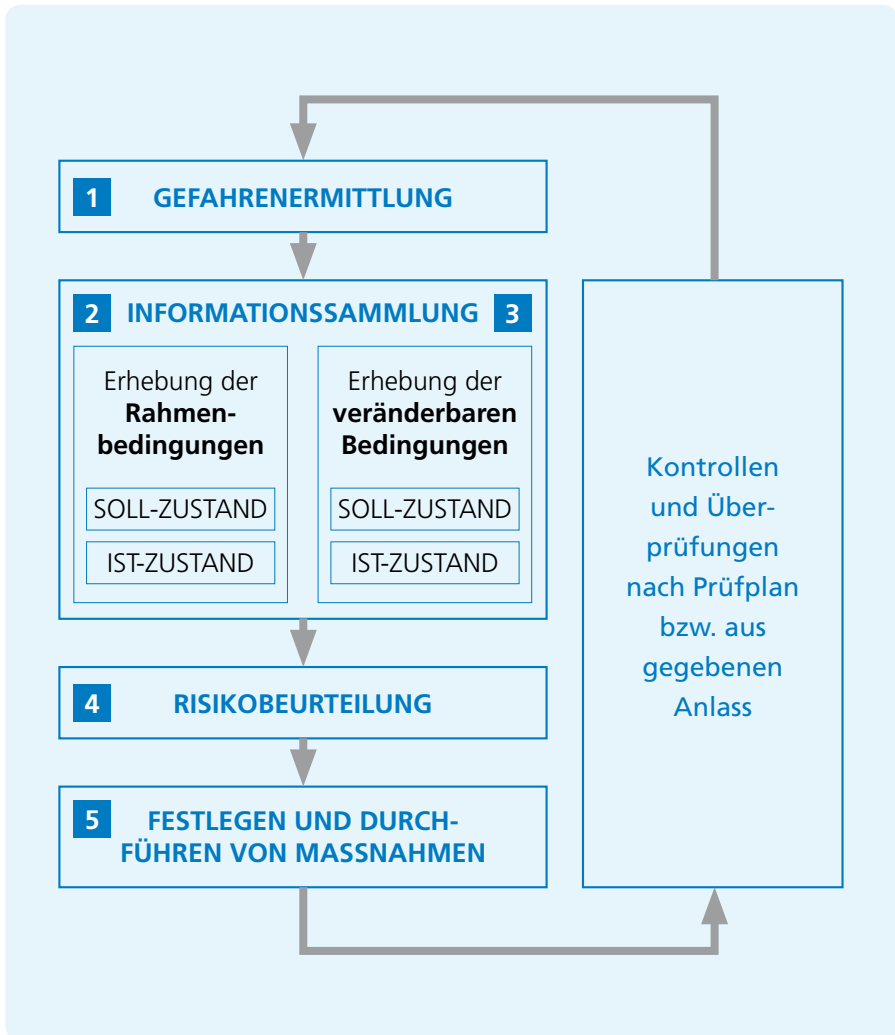 1 GEFAHRENERMITTLUNG
2 INFORMATIONSSAMMLUNG 3
Erhebung der
Rahmen-
bedingungen
SOLL-ZUSTAND
IST-ZUSTAND
Erhebung der
veränderbaren
Bedingungen
SOLL-ZUSTAND
IST-ZUSTAND
4 RISIKOBEURTEILUNG
5 FESTLEGEN UND DURCH-
FÜHREN VON MASSNAHMEN
Kontrollen
und Über-
prüfungen
nach Prüfplan
bzw. aus
gegebenen
Anlass